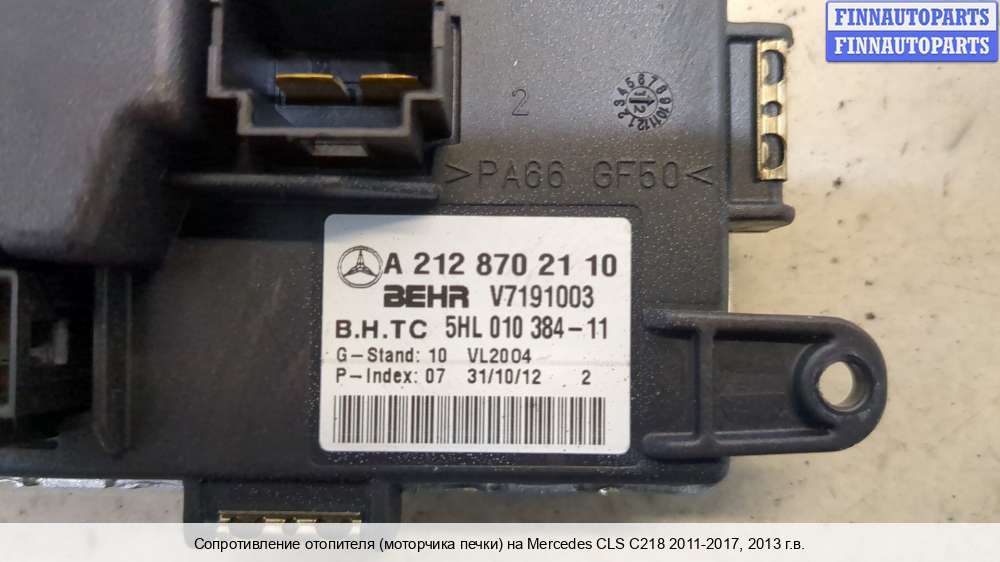 FINNAUTOPARTS
FINNAUTOPARTS
2
>PA66 GF50<
A 212 870 21 10
BEHR V7191003
B.H.TC 5HL 010 384-11
G-Stand: 10 VL2004
P-Index: 07 31/10/12 2
Сопротивление отопителя (моторчика печки) на Mercedes CLS C218 2011-2017, 2013 г.в.